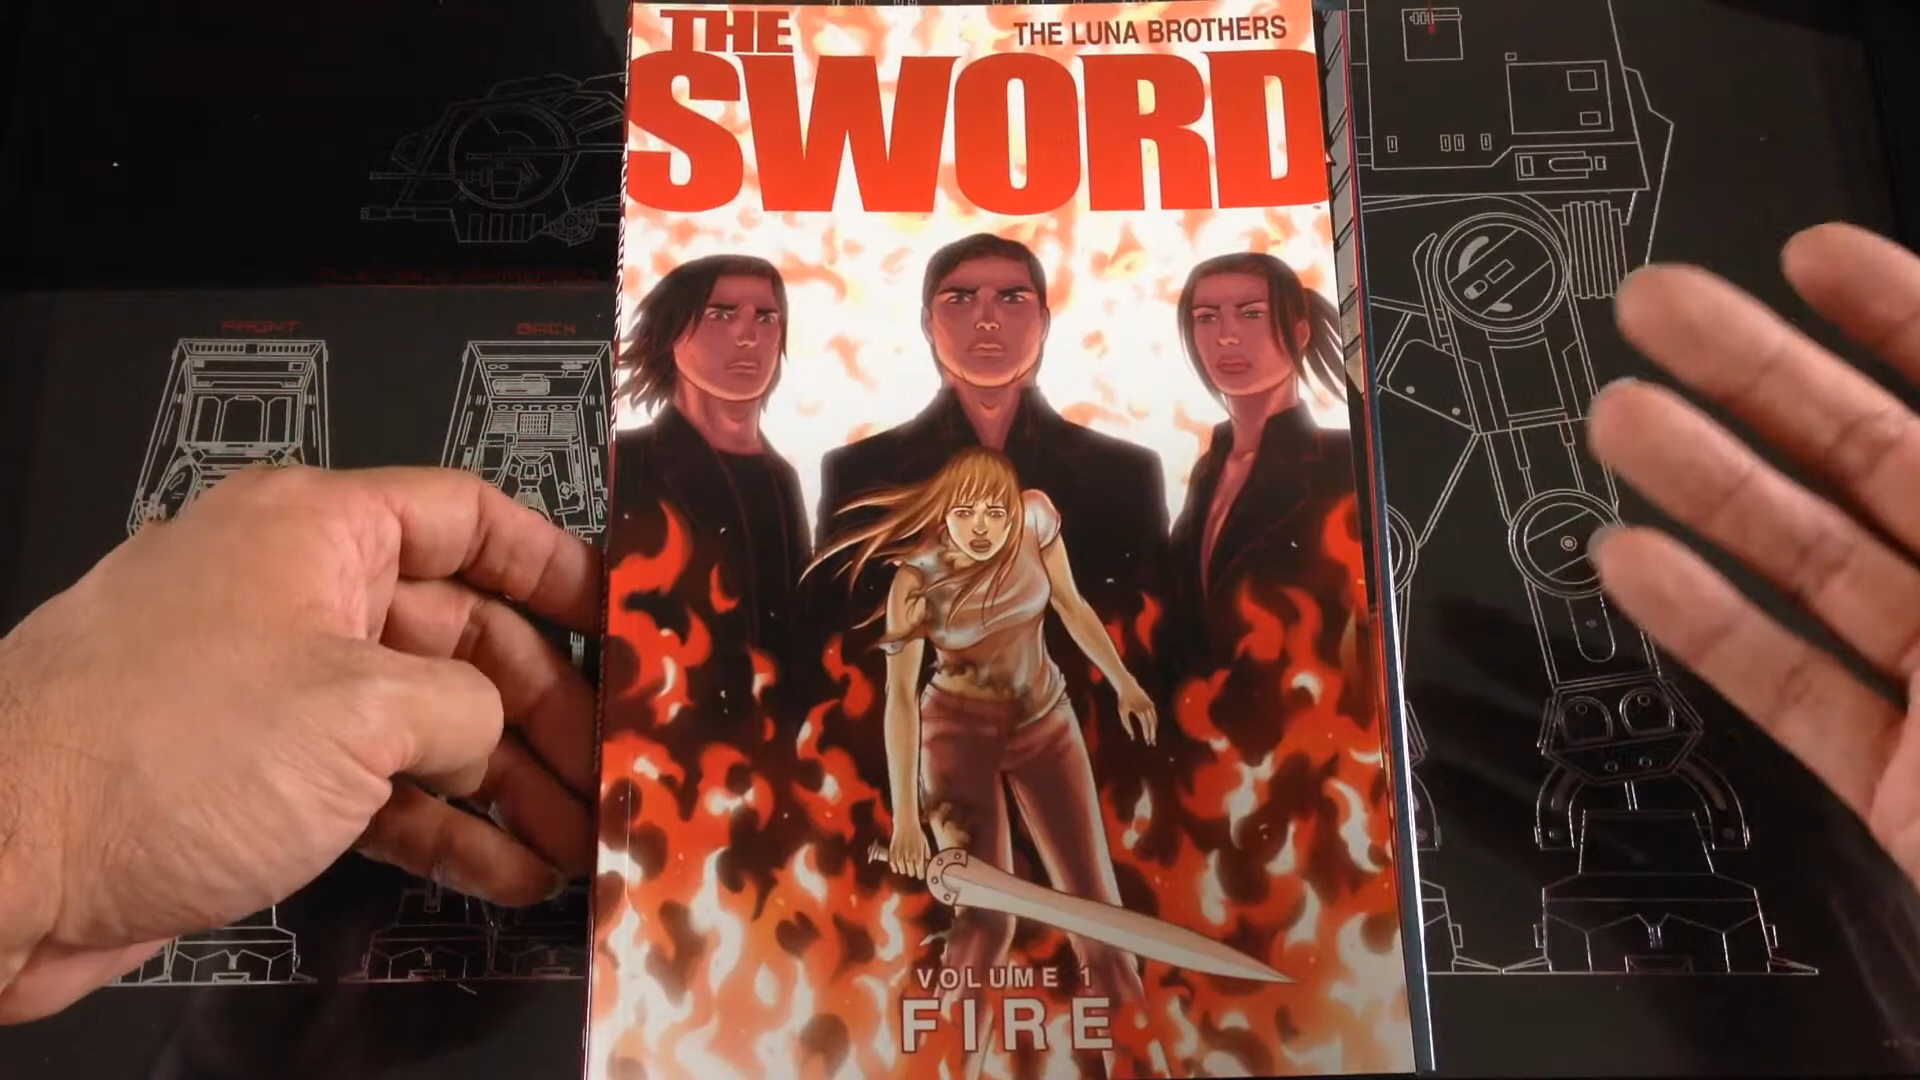 THE
THE LUNA BROTHERS
SWORD
FRONT
BACK
VOLUME 1
FIRE